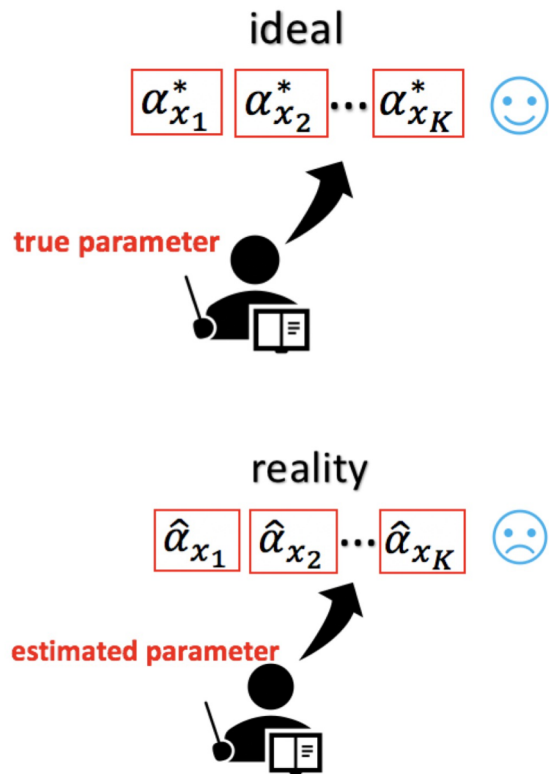 ideal
α*ₓ₁ α*ₓ₂ ⋯ α*ₓK
true parameter
reality
α̂ₓ₁ α̂ₓ₂ ⋯ α̂ₓK
estimated parameter